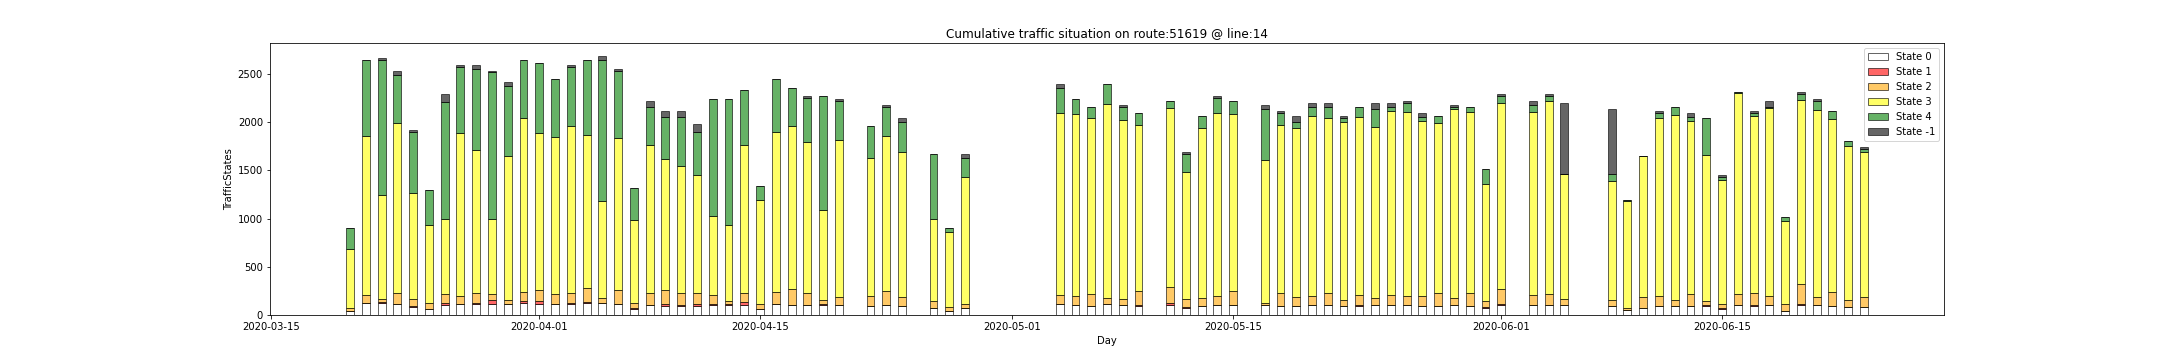 Cumulative traffic situation on route:51619 @ line:14
State 0
State 1
State 2
State 3
State 4
State -1
TrafficStates
2500
2000
1500
1000
500
0
2020-03-15
2020-04-01
2020-04-15
2020-05-01
2020-05-15
2020-06-01
2020-06-15
Day